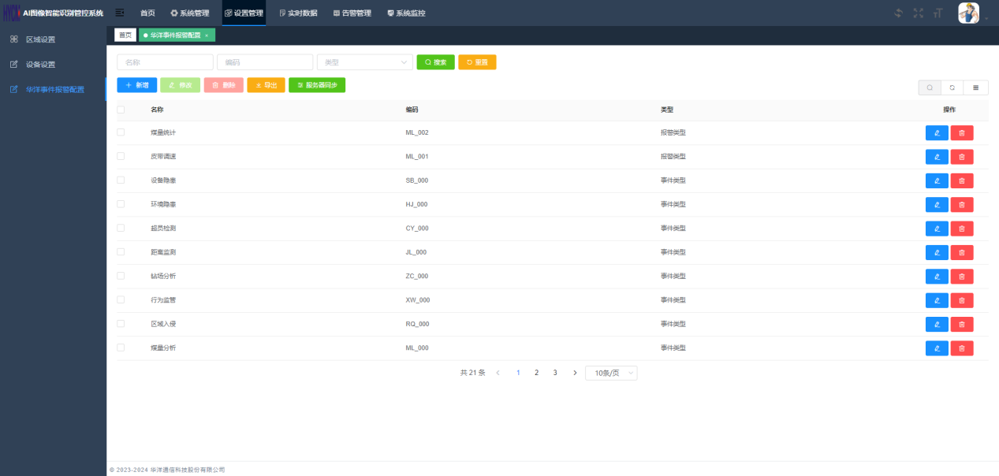 HYCK AI图像智能识别管控系统 首页 系统管理 设置管理 实时数据 告警管理 系统监控
区域设置
设备设置
华洋事件报警配置
首页 华洋事件报警配置 ×
名称 编码 类型 搜索 重置
新增 修改 删除 导出 服务器同步
名称 编码 类型 操作
煤量统计 ML_002 报警类型
皮带调速 ML_001 报警类型
设备隐患 SB_000 事件类型
环境隐患 HJ_000 事件类型
超员检测 CY_000 事件类型
距离监测 JL_000 事件类型
钻场分析 ZC_000 事件类型
行为监管 XW_000 事件类型
区域入侵 RQ_000 事件类型
煤量分析 ML_000 事件类型
共 21 条 < 1 2 3 > 10条/页
© 2023-2024 华洋通信科技股份有限公司